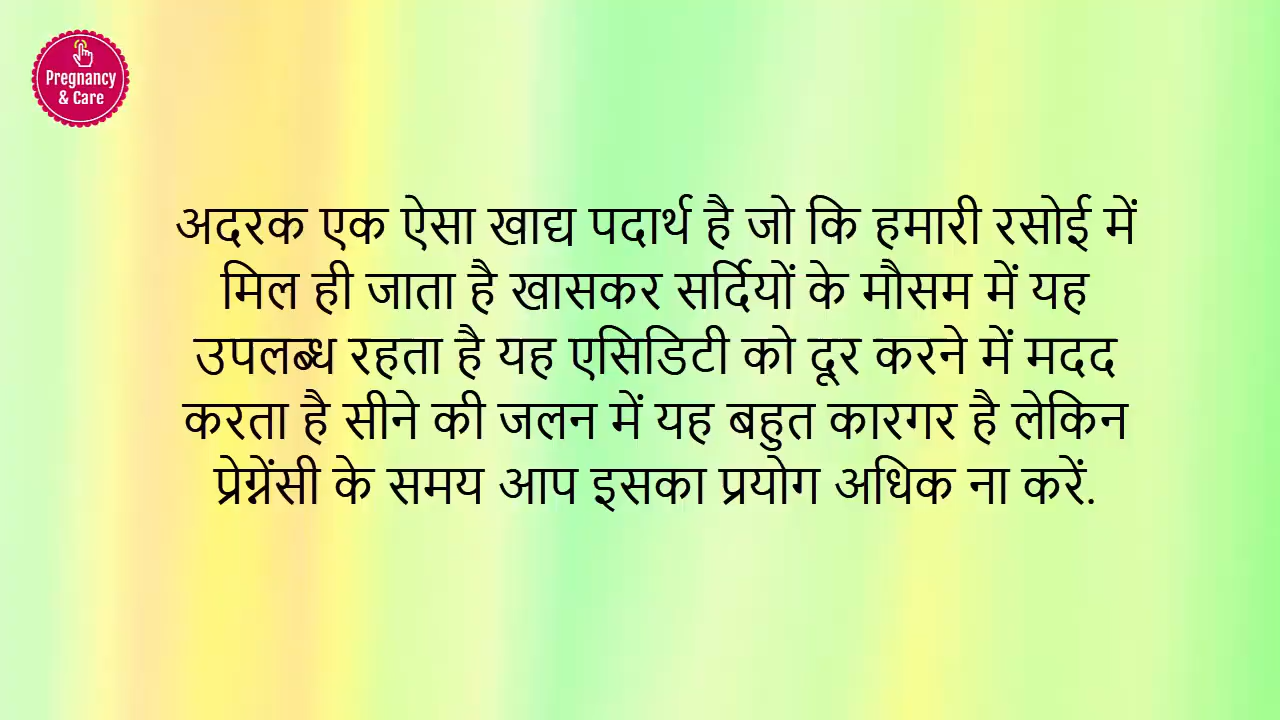 Pregnancy
& Care
अदरक एक ऐसा खाद्य पदार्थ है जो कि हमारी रसोई में
मिल ही जाता है खासकर सर्दियों के मौसम में यह
उपलब्ध रहता है यह एसिडिटी को दूर करने में मदद
करता है सीने की जलन में यह बहुत कारगर है लेकिन
प्रेग्नेंसी के समय आप इसका प्रयोग अधिक ना करें.